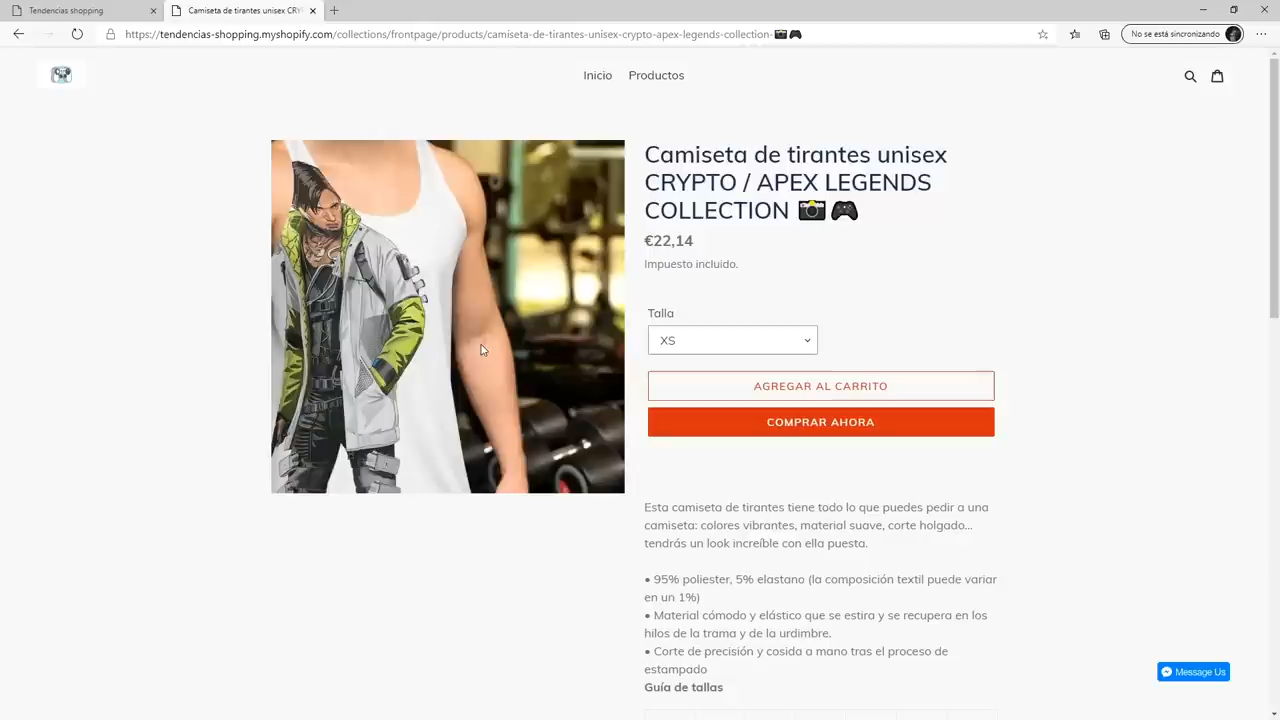 Tendencias shopping
Camiseta de tirantes unisex CRY
https://tendencias-shopping.myshopify.com/collections/frontpage/products/camiseta-de-tirantes-unisex-crypto-apex-legends-collection-📷🎮
No se está sincronizando
Inicio
Productos
Camiseta de tirantes unisex
CRYPTO / APEX LEGENDS
COLLECTION 📷🎮
€22,14
Impuesto incluido.
Talla
XS
AGREGAR AL CARRITO
COMPRAR AHORA
Esta camiseta de tirantes tiene todo lo que puedes pedir a una
camiseta: colores vibrantes, material suave, corte holgado...
tendrás un look increíble con ella puesta.
• 95% poliester, 5% elastano (la composición textil puede variar
en un 1%)
• Material cómodo y elástico que se estira y se recupera en los
hilos de la trama y de la urdimbre.
• Corte de precisión y cosida a mano tras el proceso de
estampado
Guía de tallas
Message Us